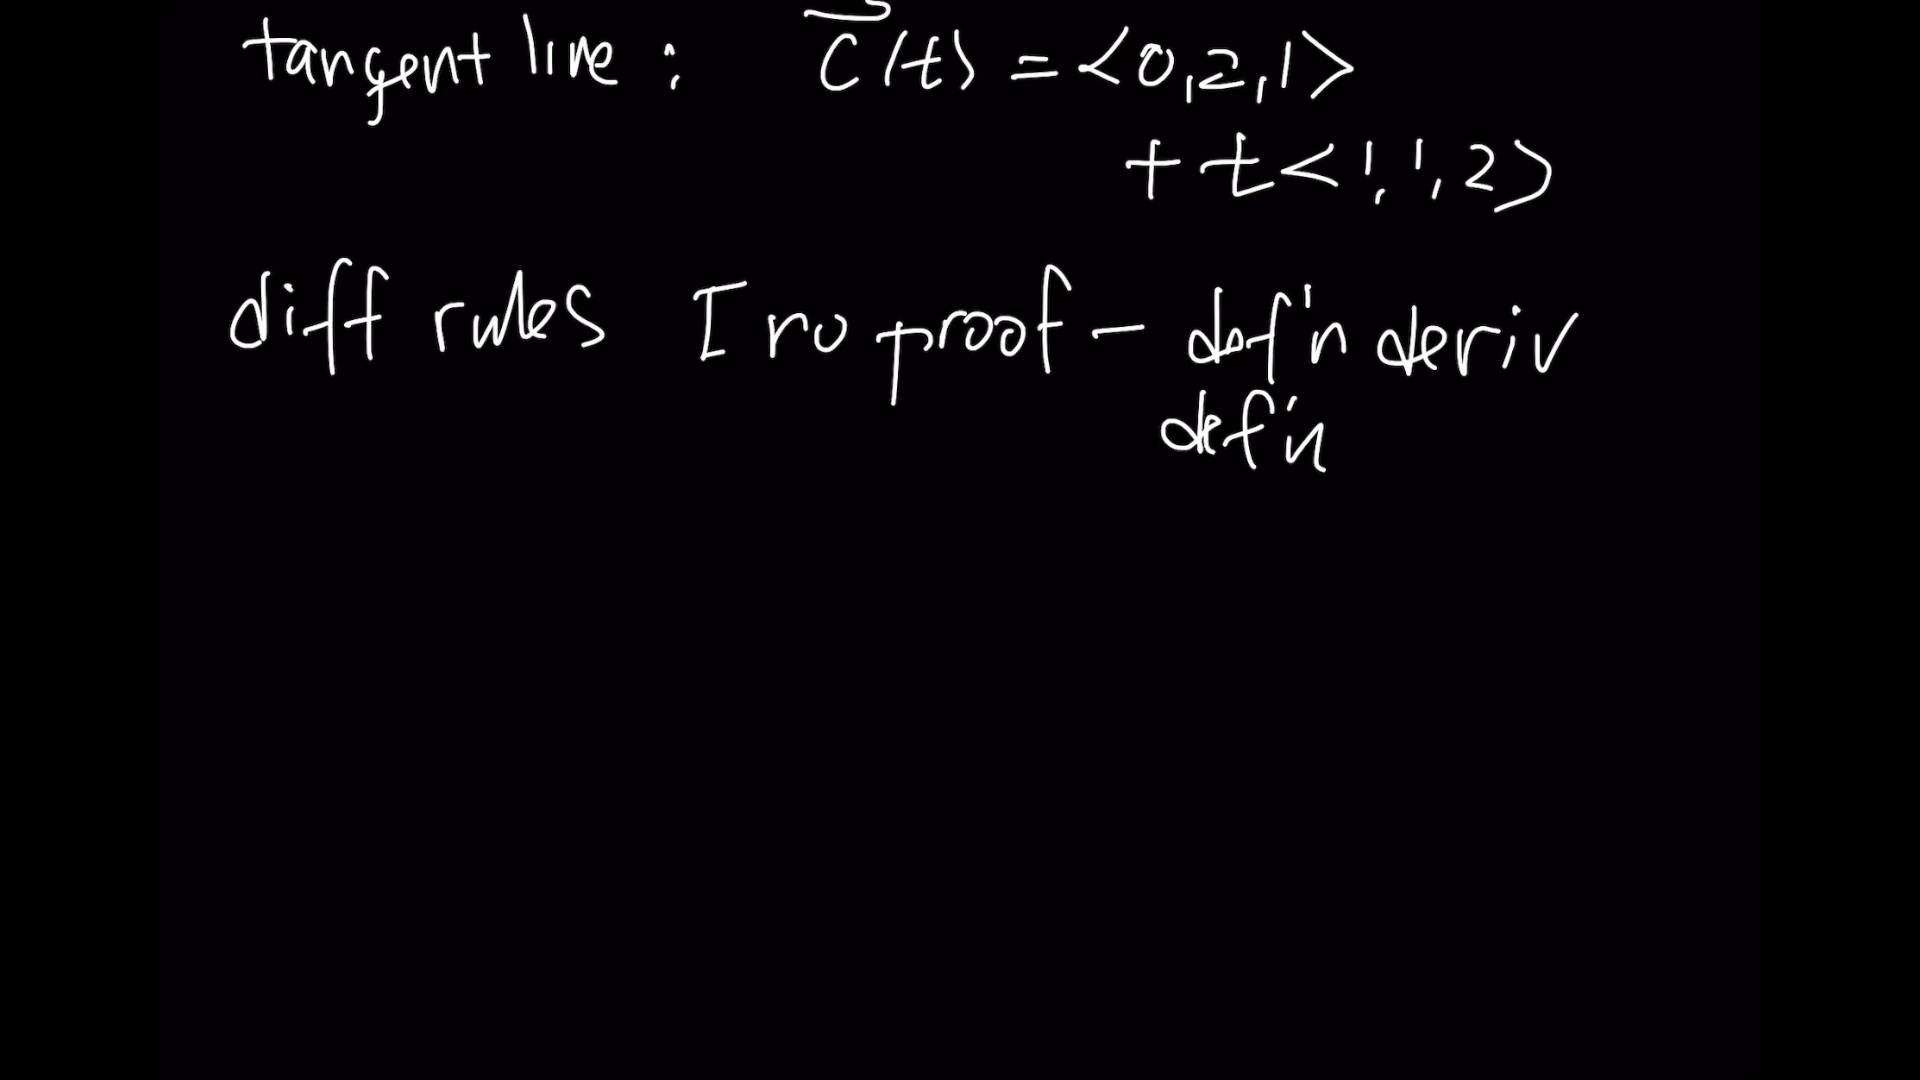 tangent line : c(t) = <0,2,1>
+ t<1,1,2>
diff rules I no proof - def'n deriv
def'n